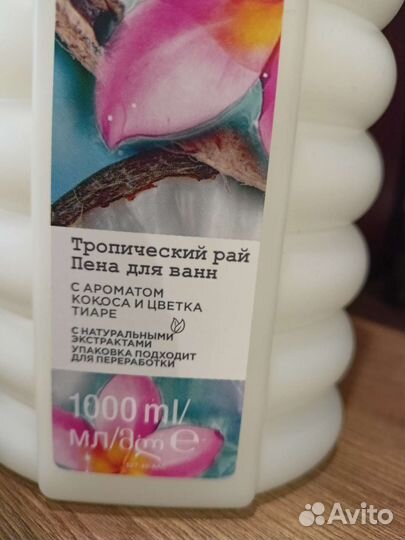 Тропический рай
Пена для ванн
С АРОМАТОМ
КОКОСА И ЦВЕТКА
ТИАРЕ
С НАТУРАЛЬНЫМИ
ЭКСТРАКТАМИ
УПАКОВКА ПОДХОДИТ
ДЛЯ ПЕРЕРАБОТКИ
1000 ml/
мл/მლ ℮
Avito